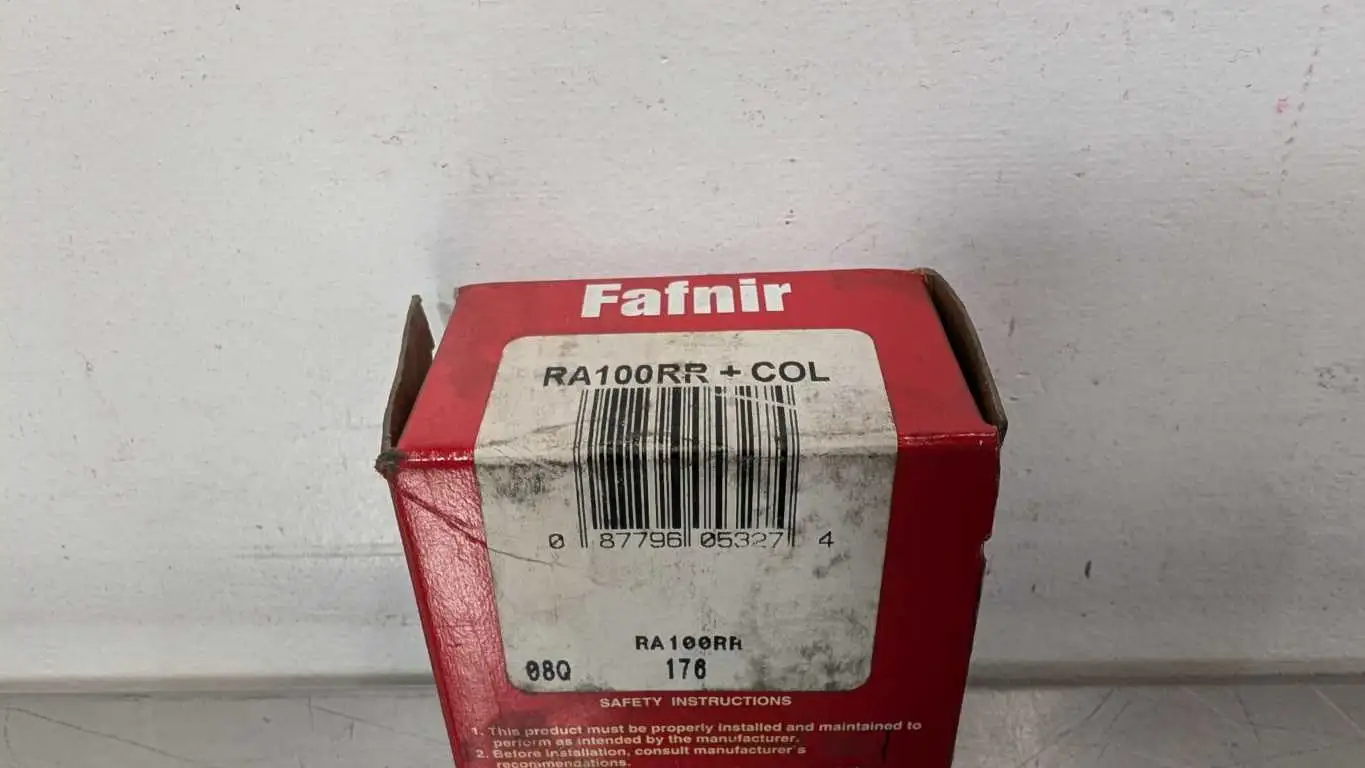 Fafnir
RA100RR + COL
0 87796 05327 4
RA100RR
08Q 176
SAFETY INSTRUCTIONS
1. This product must be properly installed and maintained to
perform as intended by the manufacturer.
2. Before installation, consult manufacturer's
recommendations.